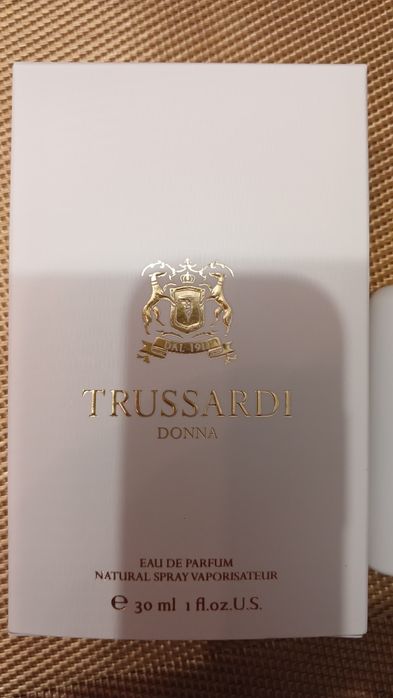 DAL 1911
TRUSSARDI
DONNA
EAU DE PARFUM
NATURAL SPRAY VAPORISATEUR
℮ 30 ml 1 fl.oz.U.S.